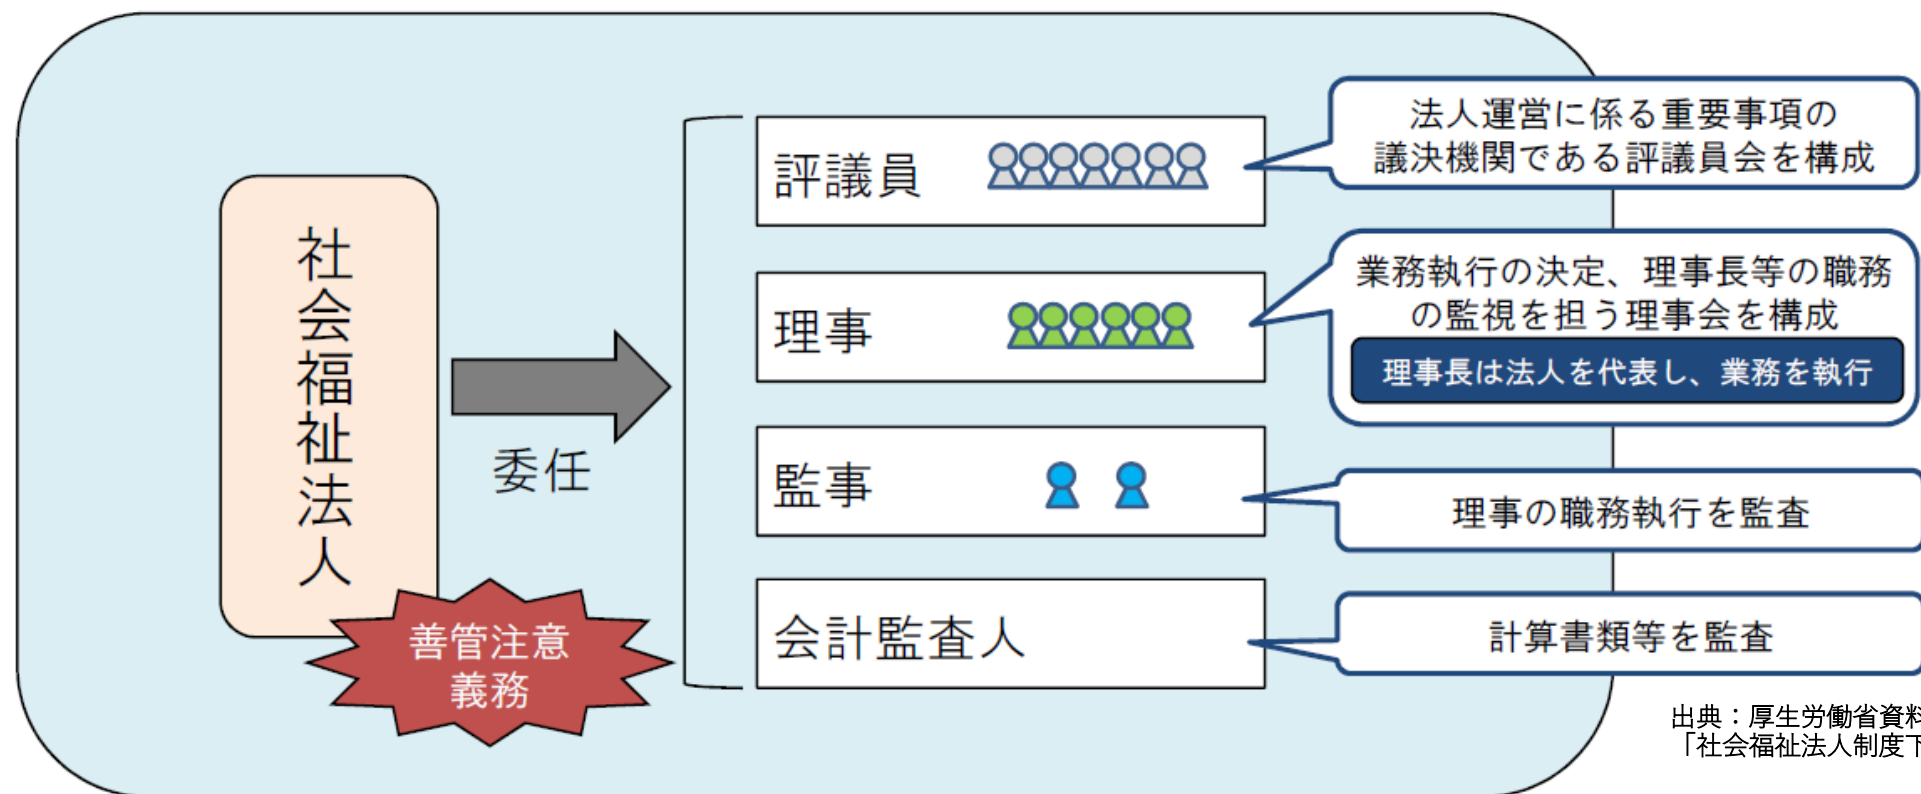 社会福祉法人
委任
善管注意
義務
評議員
法人運営に係る重要事項の
議決機関である評議員会を構成
理事
業務執行の決定、理事長等の職務
の監視を担う理事会を構成
理事長は法人を代表し、業務を執行
監事
理事の職務執行を監査
会計監査人
計算書類等を監査
出典：厚生労働省資料
「社会福祉法人制度下